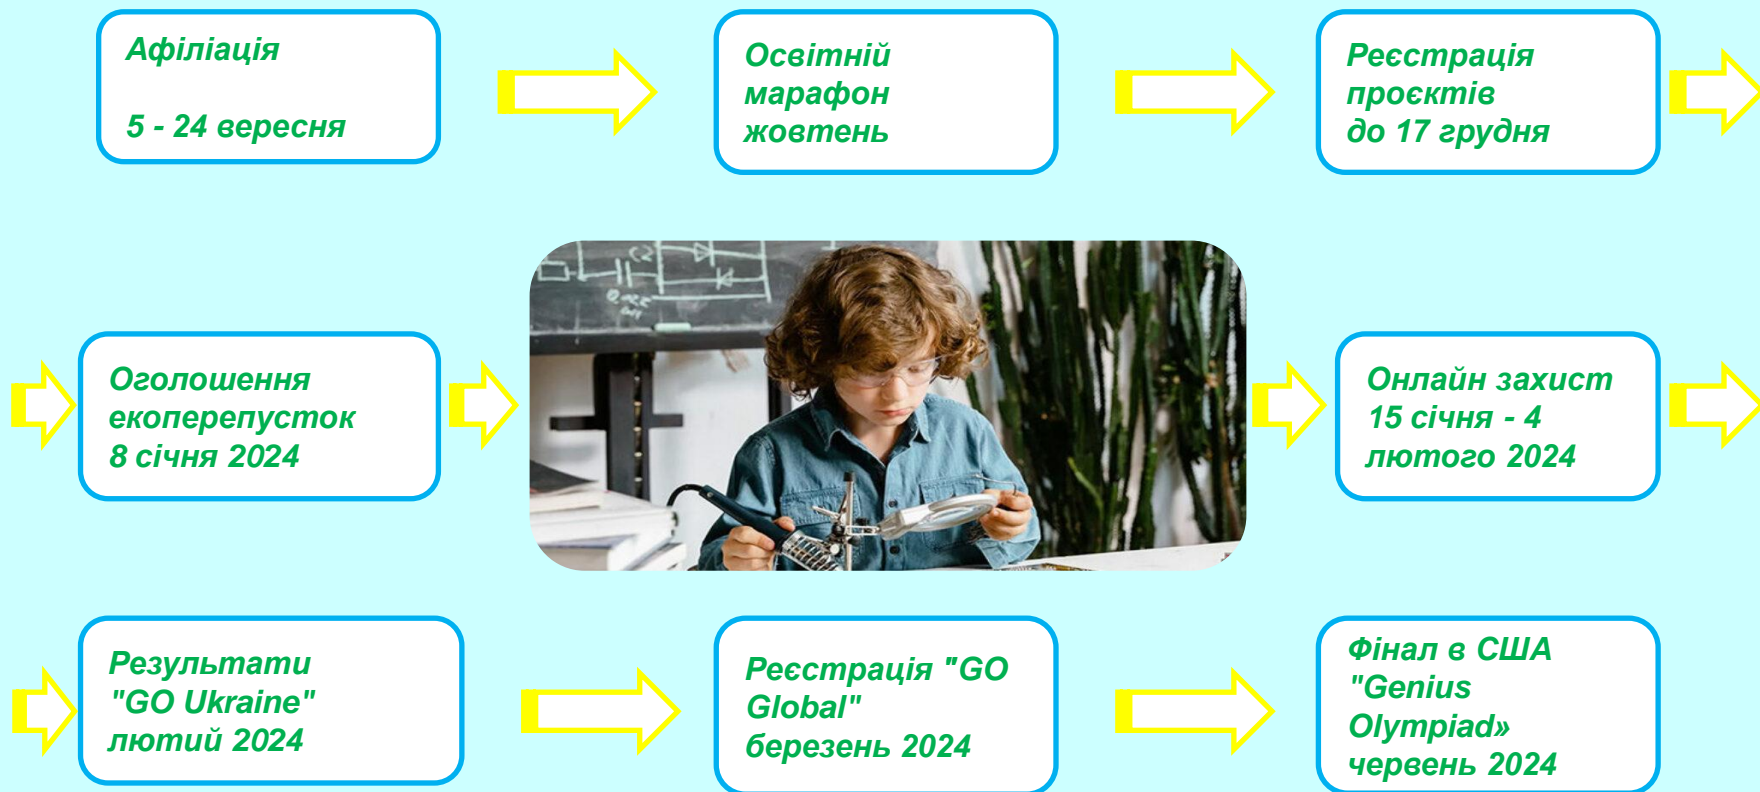 Афіліація
5 - 24 вересня
Освітній
марафон
жовтень
Реєстрація
проєктів
до 17 грудня
Оголошення
екоперепусток
8 січня 2024
Онлайн захист
15 січня - 4
лютого 2024
Результати
"GO Ukraine"
лютий 2024
Реєстрація "GO
Global"
березень 2024
Фінал в США
"Genius
Olympiad»
червень 2024